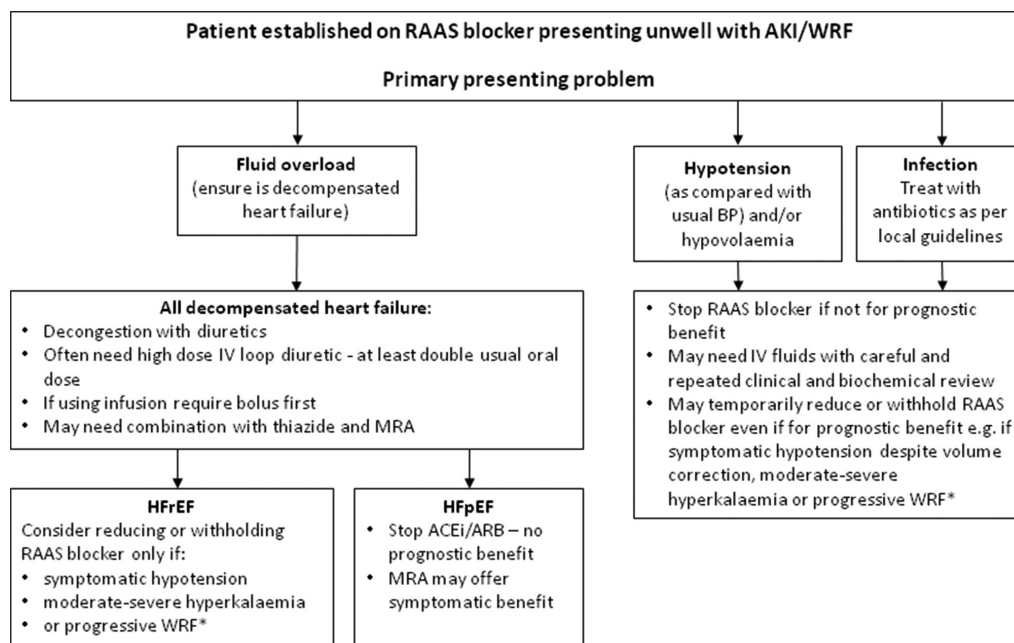 Patient established on RAAS blocker presenting unwell with AKI/WRF
Primary presenting problem
Fluid overload
(ensure is decompensated
heart failure)
Hypotension
(as compared with
usual BP) and/or
hypovolaemia
Infection
Treat with
antibiotics as per
local guidelines
All decompensated heart failure:
• Decongestion with diuretics
• Often need high dose IV loop diuretic - at least double usual oral
dose
• If using infusion require bolus first
• May need combination with thiazide and MRA
• Stop RAAS blocker if not for prognostic
benefit
• May need IV fluids with careful and
repeated clinical and biochemical review
• May temporarily reduce or withhold RAAS
blocker even if for prognostic benefit e.g. if
symptomatic hypotension despite volume
correction, moderate-severe
hyperkalaemia or progressive WRF*
HFrEF
Consider reducing or withholding
RAAS blocker only if:
• symptomatic hypotension
• moderate-severe hyperkalaemia
• or progressive WRF*
HFpEF
• Stop ACEi/ARB – no
prognostic benefit
• MRA may offer
symptomatic benefit